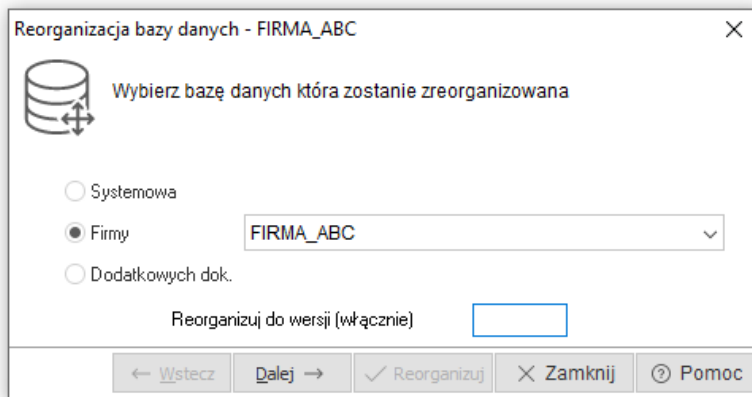 Reorganizacja bazy danych - FIRMA_ABC
Wybierz bazę danych która zostanie zreorganizowana
Systemowa
Firmy FIRMA_ABC
Dodatkowych dok.
Reorganizuj do wersji (włącznie)
← Wstecz Dalej → Reorganizuj Zamknij Pomoc